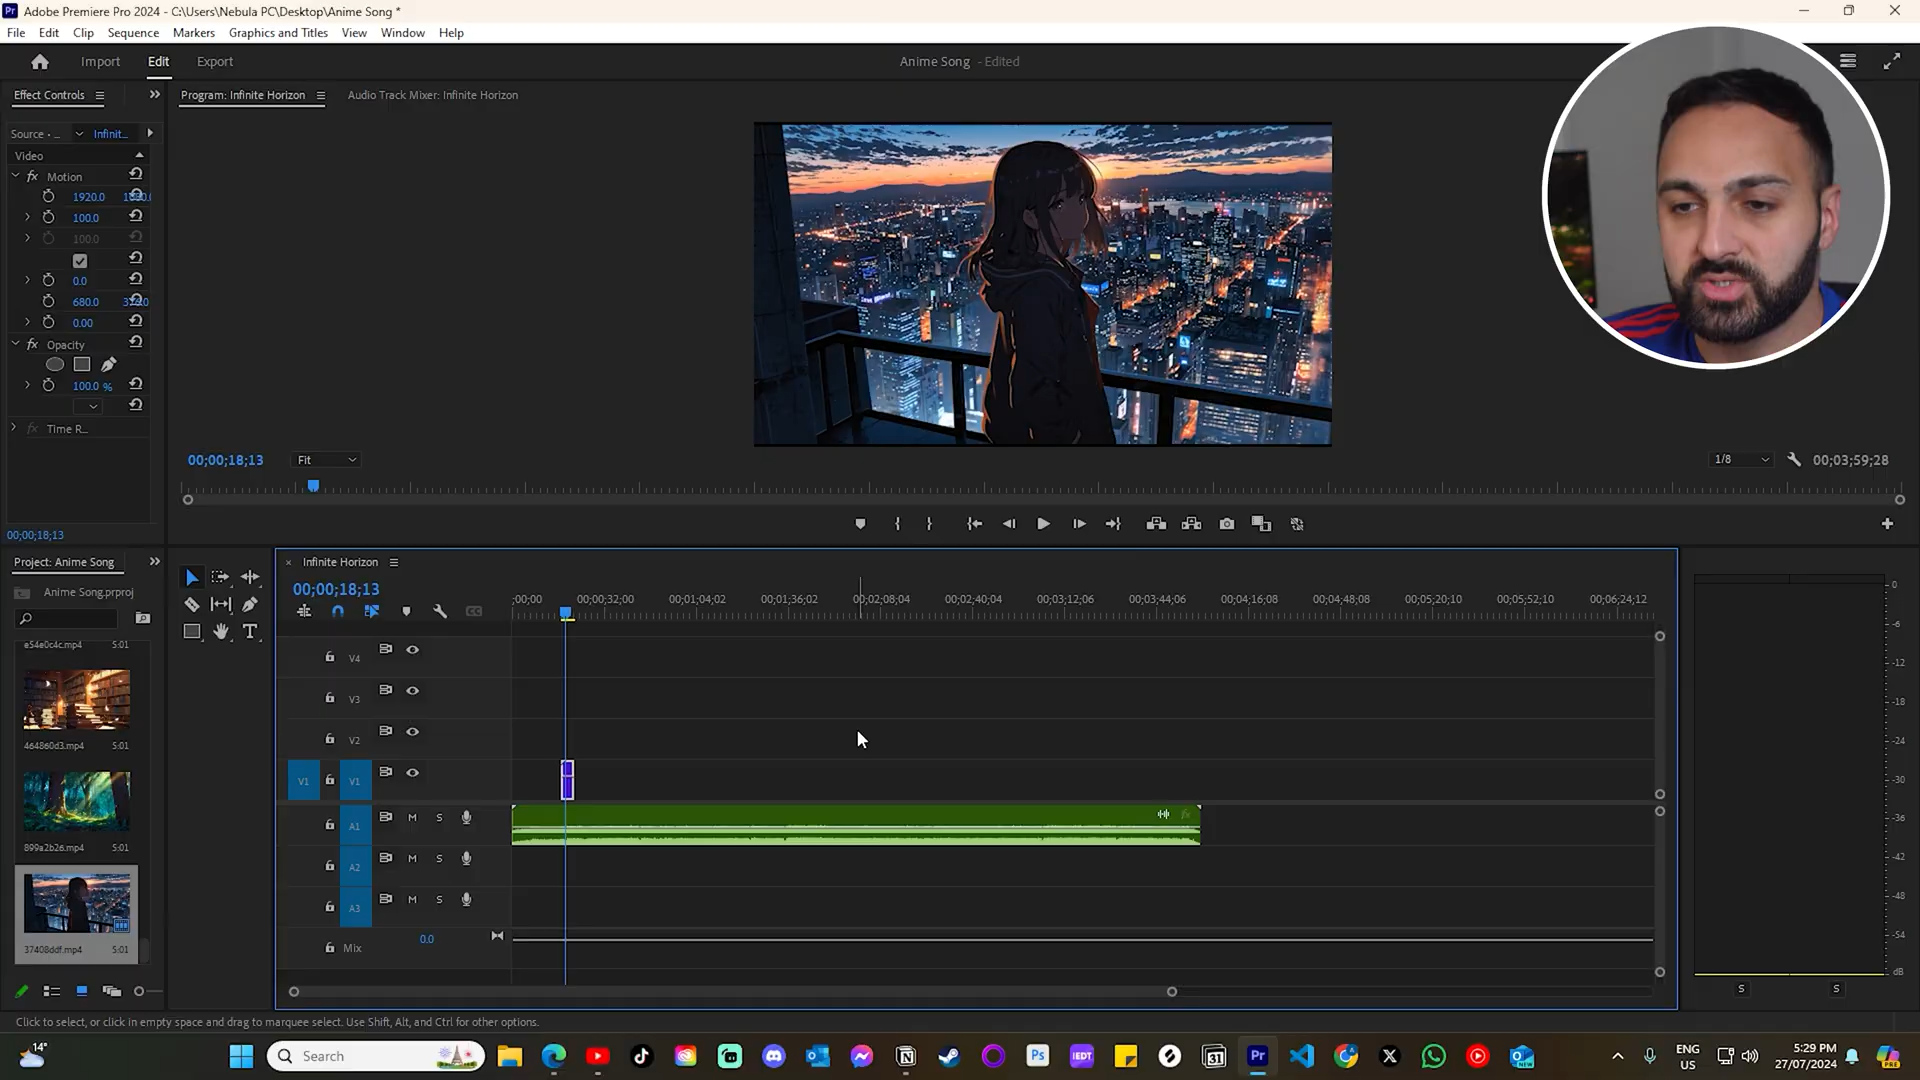 Adobe Premiere Pro 2024 - C:\Users\Nebula PC\Desktop\Anime Song *
File Edit Clip Sequence Markers Graphics and Titles View Window Help
Import Edit Export
Anime Song - Edited
Effect Controls
Program: Infinite Horizon
Audio Track Mixer: Infinite Horizon
Source • ... Infinit...
Video
fx Motion
1920.0
100.0
100.0
0.0
680.0
0.00
fx Opacity
100.0 %
fx Time R...
00;00;18;13
00;00;18;13 Fit
1/8 00;03;59;28
Project: Anime Song
Anime Song.prproj
e54e0c4c.mp4 5:01
464860d3.mp4 5:01
899a2b26.mp4 5:01
37408ddf.mp4 5:01
Infinite Horizon
00;00;18;13
;00;00 00;00;32;00 00;01;04;02 00;01;36;02 00;02;08;04 00;02;40;04 00;03;12;06 00;03;44;06 00;04;16;08 00;04;48;08 00;05;20;10 00;05;52;10 00;06;24;12
V4
V3
V2
V1 V1
A1 M S
A2 M S
A3 M S
Mix 0.0
0
-6
-12
-18
-24
-30
-36
-42
-48
-54
dB
S S
Click to select, or click in empty space and drag to marquee select. Use Shift, Alt, and Ctrl for other options.
14°
Search
Ps
IEDT
31
Pr
ENG
US
5:29 PM
27/07/2024